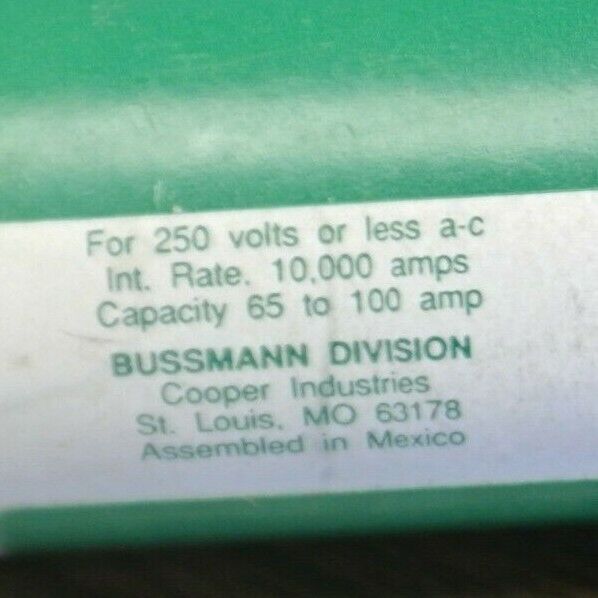 For 250 volts or less a-c
Int. Rate. 10,000 amps
Capacity 65 to 100 amp
BUSSMANN DIVISION
Cooper Industries
St. Louis, MO 63178
Assembled in Mexico